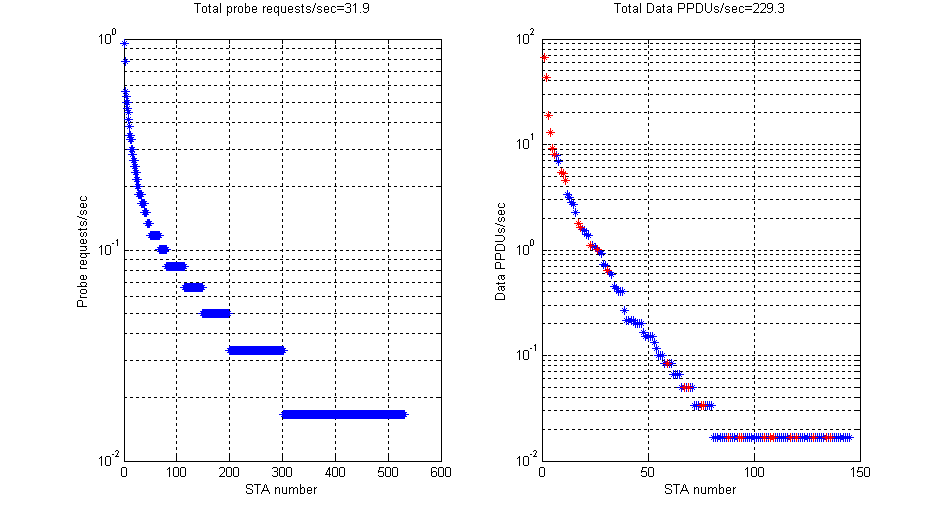 Total probe requests/sec=31.9
10^0
10^-1
10^-2
Probe requests/sec
0 100 200 300 400 500 600
STA number
Total Data PPDUs/sec=229.3
10^2
10^1
10^0
10^-1
10^-2
Data PPDUs/sec
0 50 100 150
STA number